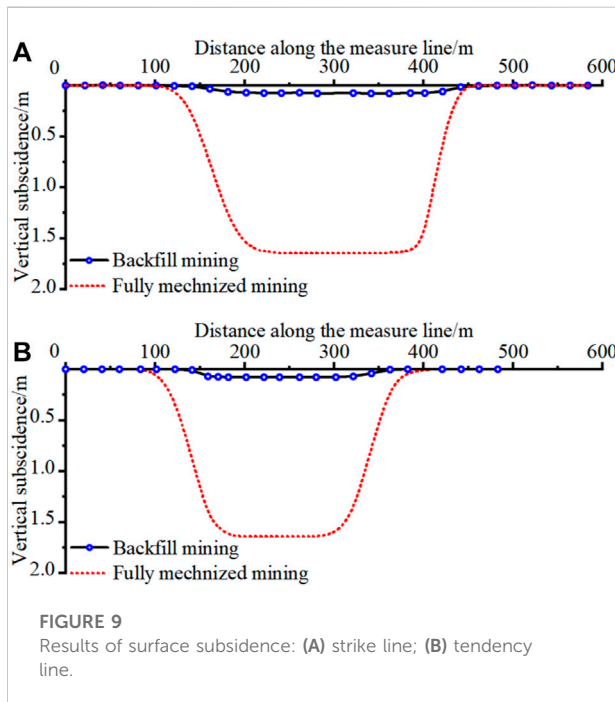 A
Distance along the measure line/m
0 100 200 300 400 500 600
0.5
1.0
1.5
2.0
Vertical subscidence/m
Backfill mining
Fully mechnized mining
B
Distance along the measure line/m
0 100 200 300 400 500 600
0.5
1.0
1.5
2.0
Vertical subscidence/m
Backfill mining
Fully mechnized mining
FIGURE 9
Results of surface subsidence: (A) strike line; (B) tendency
line.